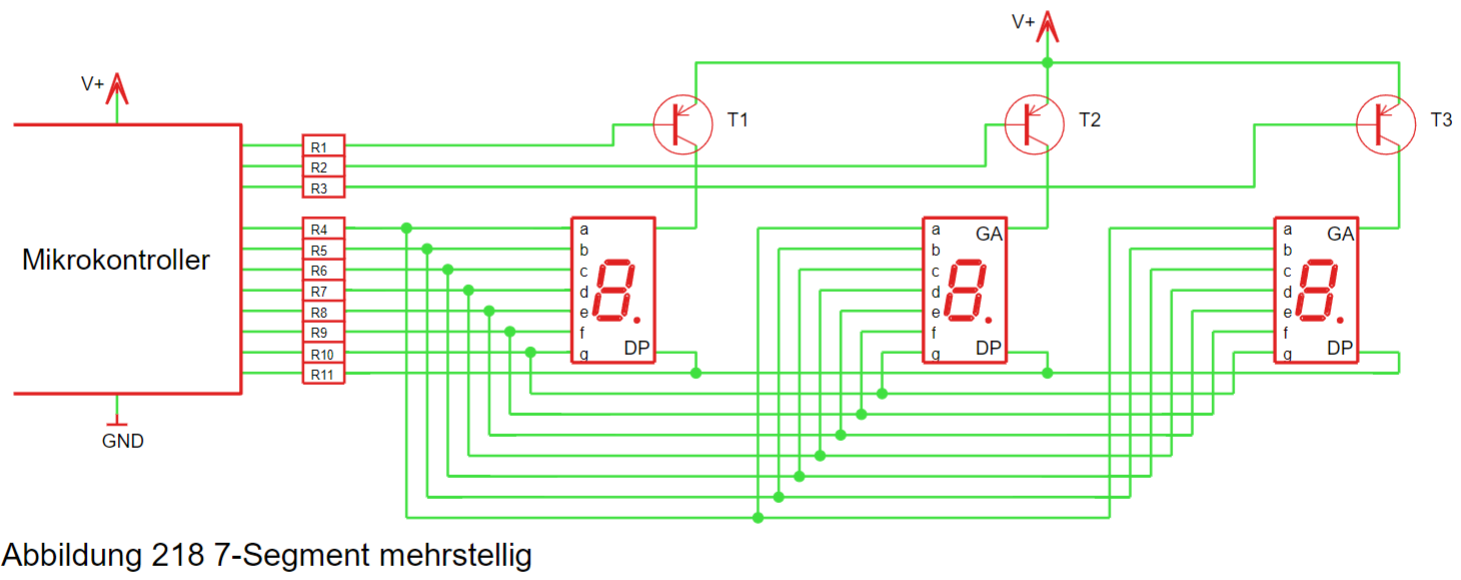 V+
V+
T1
T2
T3
R1
R2
R3
Mikrokontroller
R4
R5
R6
R7
R8
R9
R10
R11
a
b
c
d
e
f
g
DP
a
GA
b
c
d
e
f
g
DP
a
GA
b
c
d
e
f
g
DP
GND
Abbildung 218 7-Segment mehrstellig